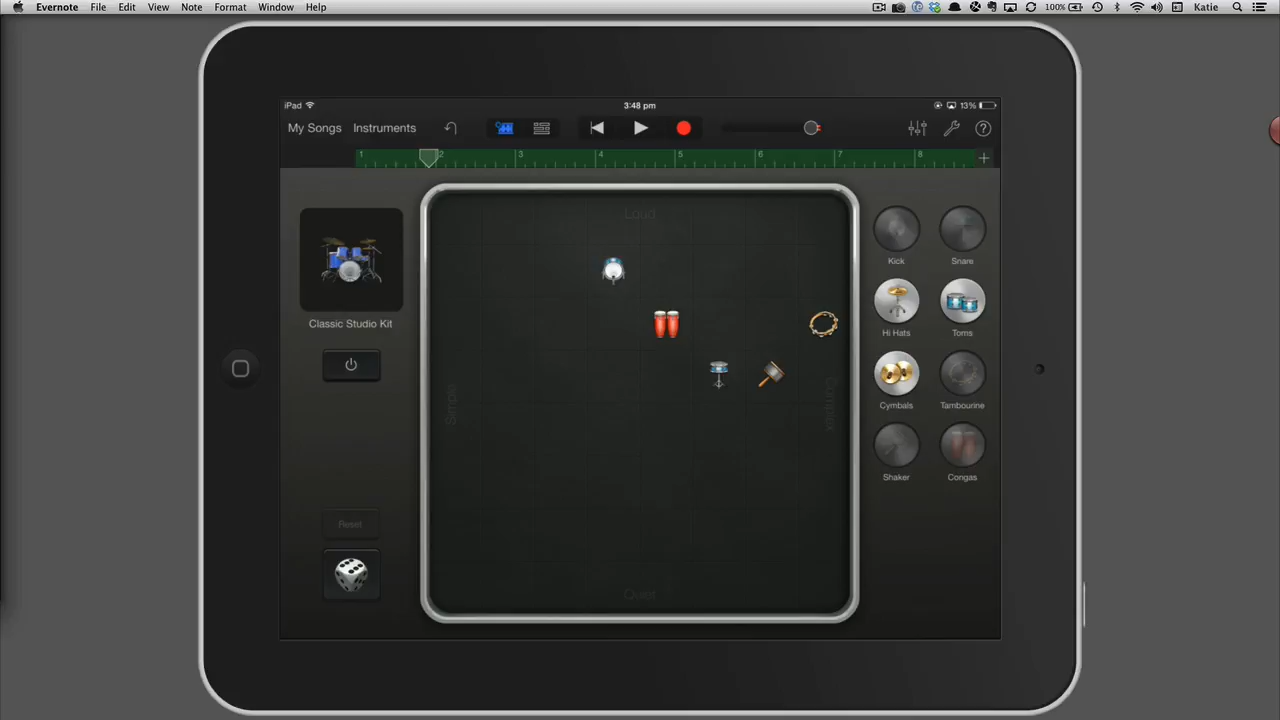 Evernote File Edit View Note Format Window Help 100% Katie
iPad 3:48 pm 13%
My Songs Instruments
1 2 3 4 5 6 7 8
Loud
Kick Snare
Classic Studio Kit
Hi Hats Toms
Simple Complex
Cymbals Tambourine
Shaker Congas
Reset
Quiet